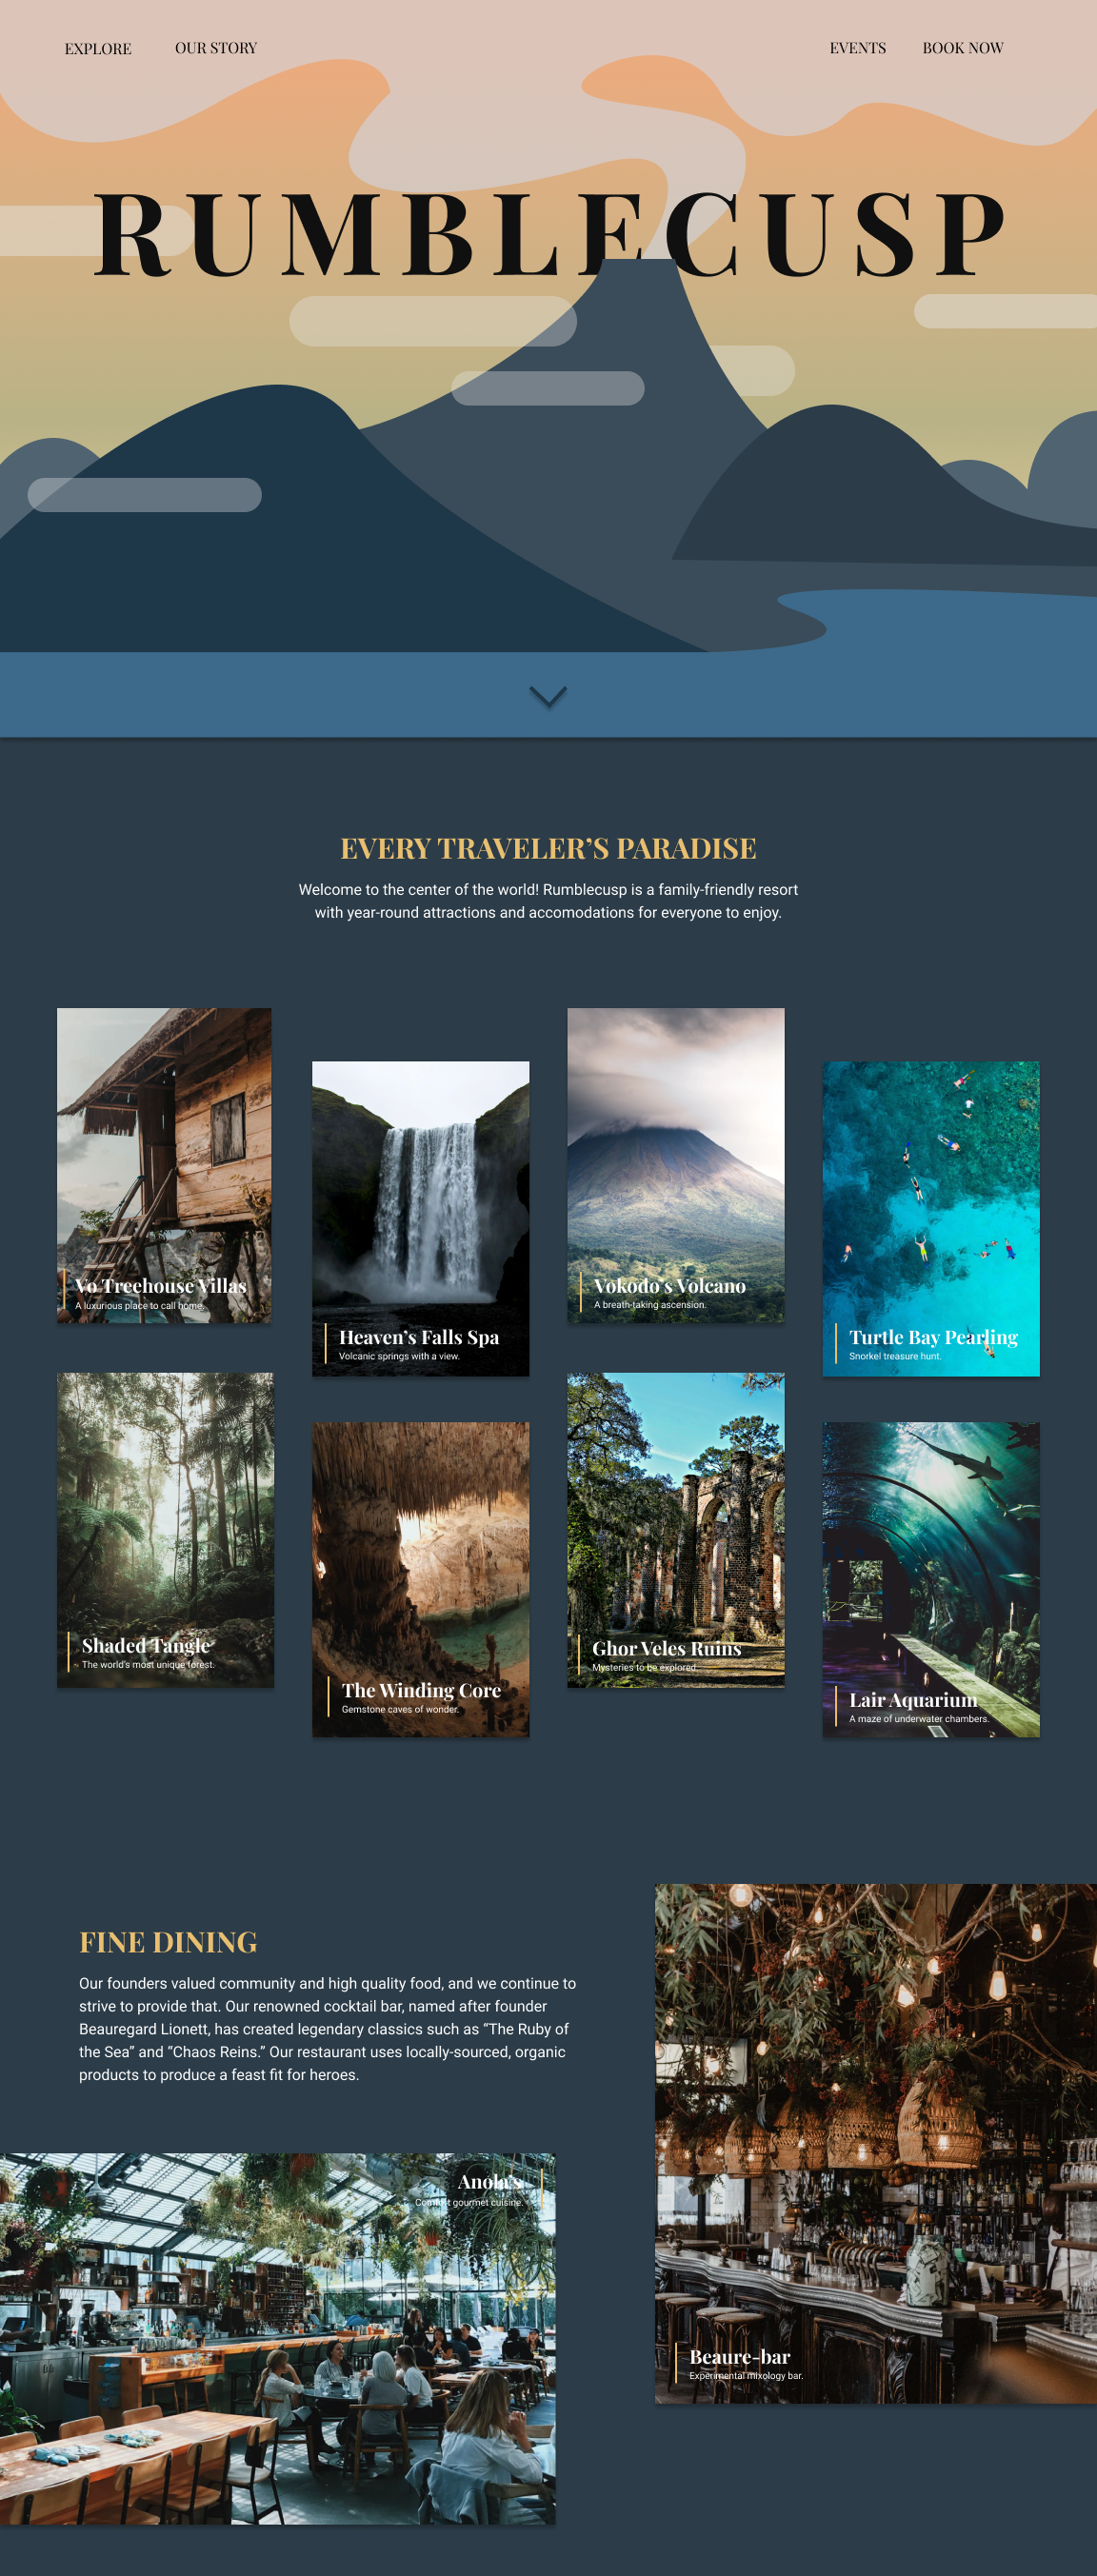 EXPLORE
OUR STORY
EVENTS
BOOK NOW
RUMBLECUSP
EVERY TRAVELER’S PARADISE
Welcome to the center of the world! Rumblecusp is a family-friendly resort
with year-round attractions and accomodations for everyone to enjoy.
Vo Treehouse Villas
A luxurious place to call home.
Heaven’s Falls Spa
Volcanic springs with a view.
Vokodo’s Volcano
A breath-taking ascension.
Turtle Bay Pearling
Snorkel treasure hunt.
Shaded Tangle
The world’s most unique forest.
The Winding Core
Gemstone caves of wonder.
Ghor Veles Ruins
Mysteries to be explored.
Lair Aquarium
A maze of underwater chambers.
FINE DINING
Our founders valued community and high quality food, and we continue to
strive to provide that. Our renowned cocktail bar, named after founder
Beauregard Lionett, has created legendary classics such as “The Ruby of
the Sea” and “Chaos Reins.” Our restaurant uses locally-sourced, organic
products to produce a feast fit for heroes.
Anola’s
Comfort gourmet cuisine.
Beaure-bar
Experimental mixology bar.